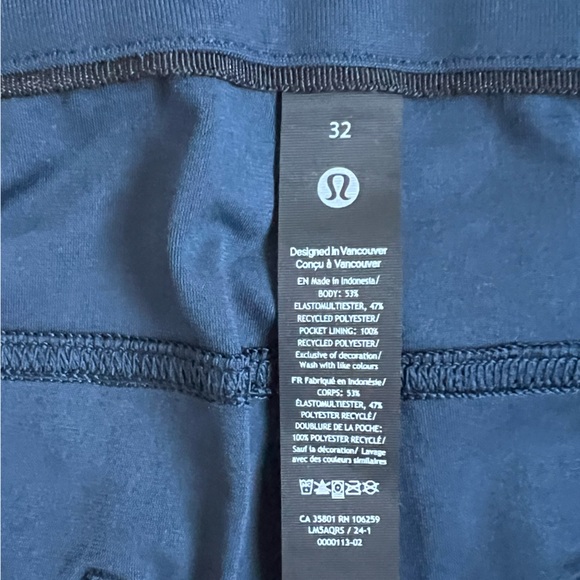 32
Designed in Vancouver
Conçu à Vancouver
EN Made in Indonesia/
BODY: 53%
ELASTOMULTIESTER, 47%
RECYCLED POLYESTER/
POCKET LINING: 100%
RECYCLED POLYESTER/
Exclusive of decoration/
Wash with like colours
FR Fabriqué en Indonésie/
CORPS: 53%
ÉLASTOMULTIESTER, 47%
POLYESTER RECYCLÉ/
DOUBLURE DE LA POCHE:
100% POLYESTER RECYCLÉ/
Sauf la décoration/ Lavage
avec des couleurs similaires
CA 35801 RN 106259
LM5AQRS / 24-1
0000113-02